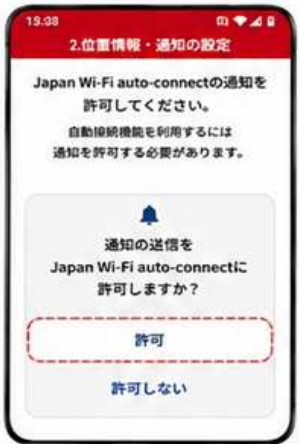 19:38
2.位置情報・通知の設定
Japan Wi-Fi auto-connectの通知を
許可してください。
自動接続機能を利用するには
通知を許可する必要があります。
通知の送信を
Japan Wi-Fi auto-connectに
許可しますか？
許可
許可しない